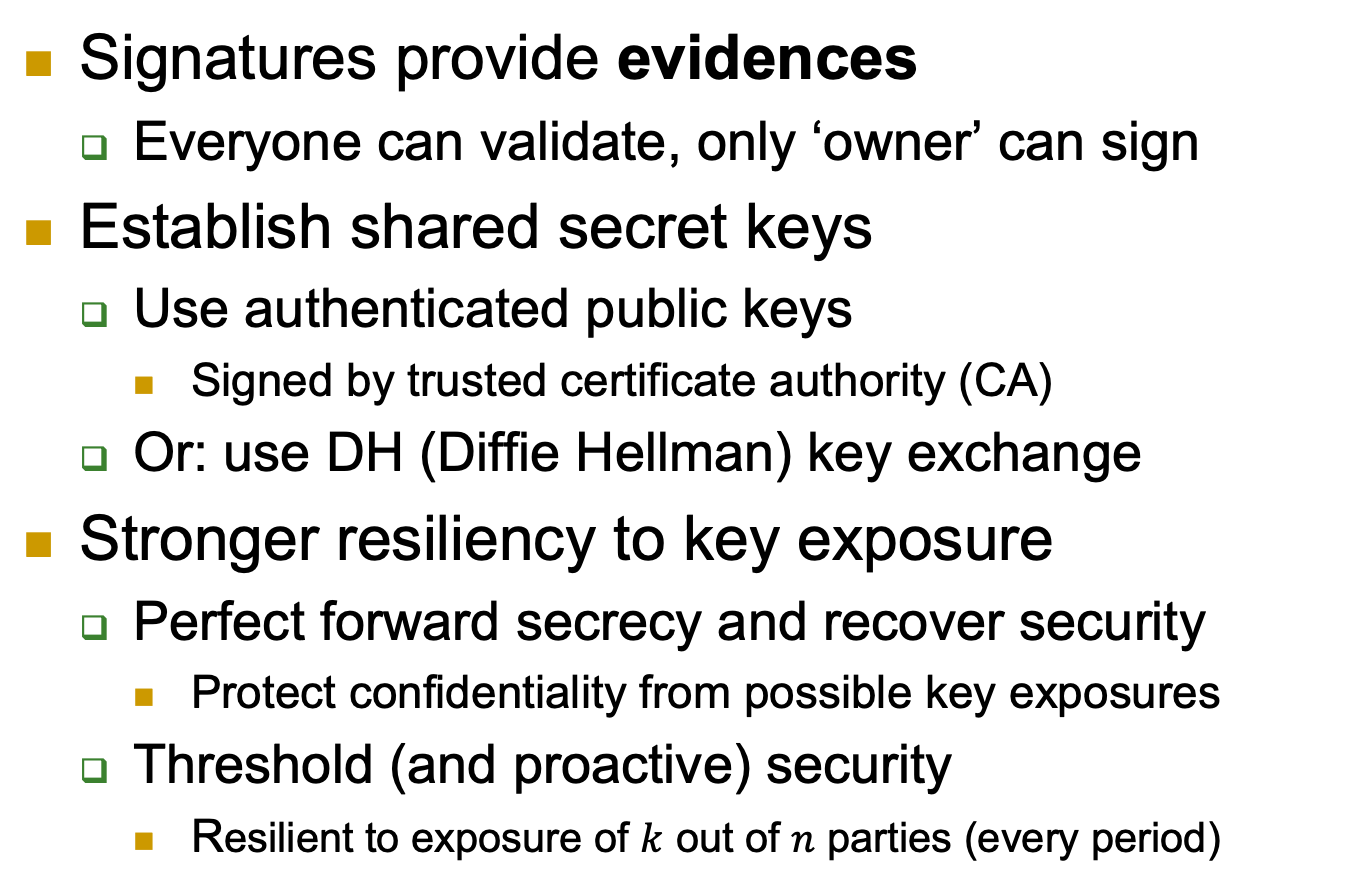 Signatures provide evidences
Everyone can validate, only ‘owner’ can sign
Establish shared secret keys
Use authenticated public keys
Signed by trusted certificate authority (CA)
Or: use DH (Diffie Hellman) key exchange
Stronger resiliency to key exposure
Perfect forward secrecy and recover security
Protect confidentiality from possible key exposures
Threshold (and proactive) security
Resilient to exposure of k out of n parties (every period)